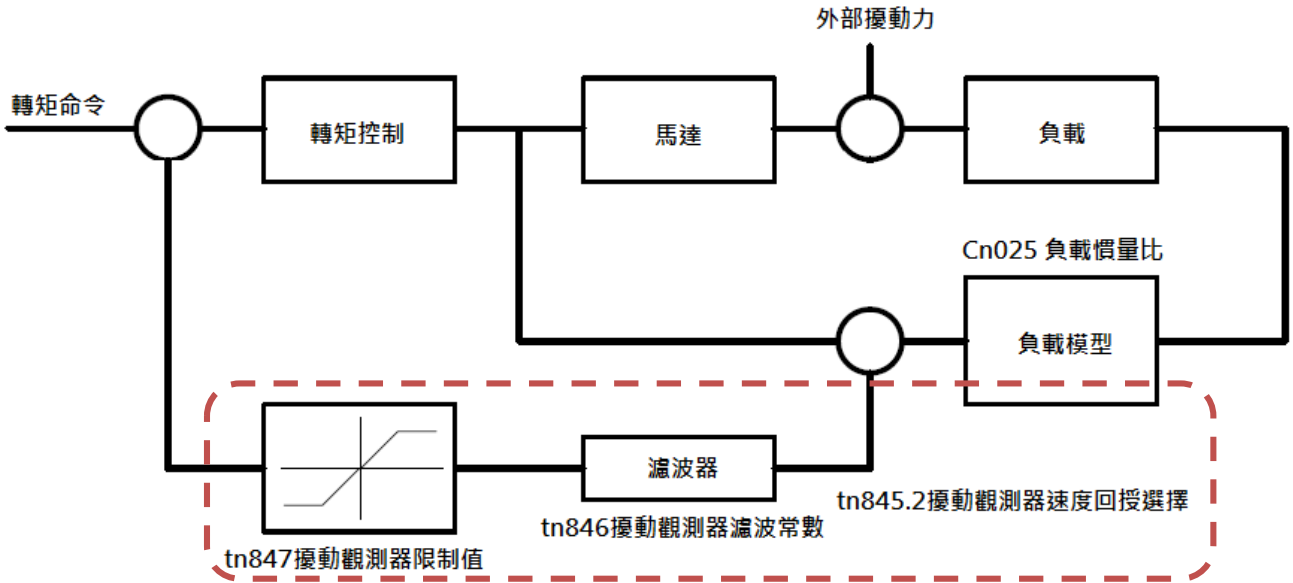 外部擾動力
轉矩命令
轉矩控制
馬達
負載
Cn025 負載慣量比
負載模型
濾波器
tn845.2擾動觀測器速度回授選擇
tn846擾動觀測器濾波常數
tn847擾動觀測器限制值